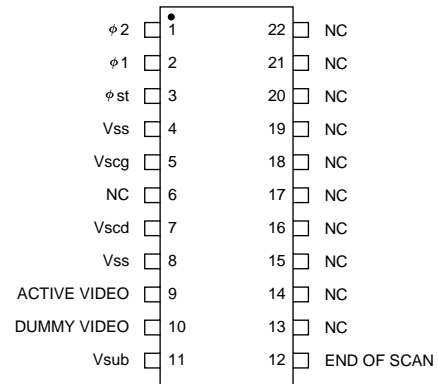 φ2 1 22 NC
φ1 2 21 NC
φst 3 20 NC
Vss 4 19 NC
Vscg 5 18 NC
NC 6 17 NC
Vscd 7 16 NC
Vss 8 15 NC
ACTIVE VIDEO 9 14 NC
DUMMY VIDEO 10 13 NC
Vsub 11 12 END OF SCAN